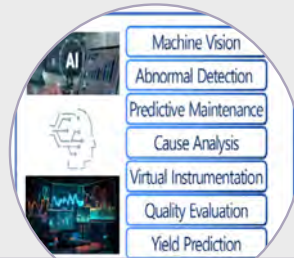 AI
Machine Vision
Abnormal Detection
Predictive Maintenance
Cause Analysis
Virtual Instrumentation
Quality Evaluation
Yield Prediction